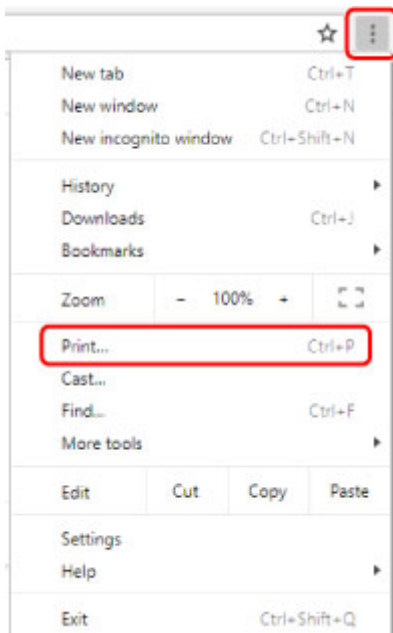 New tab Ctrl+T
New window Ctrl+N
New incognito window Ctrl+Shift+N
History
Downloads Ctrl+J
Bookmarks
Zoom - 100% +
Print... Ctrl+P
Cast...
Find... Ctrl+F
More tools
Edit Cut Copy Paste
Settings
Help
Exit Ctrl+Shift+Q